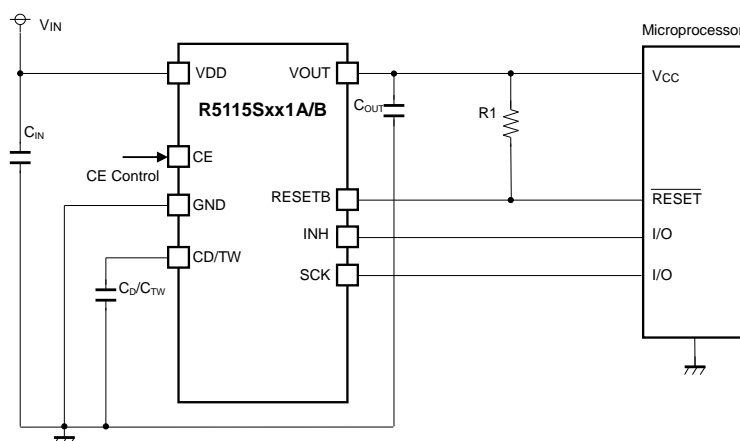 VIN
Microprocessor
VDD
VOUT
VCC
R5115Sxx1A/B
COUT
R1
CIN
CE
CE Control
RESETB
RESET
GND
INH
I/O
CD/TW
SCK
I/O
CD/CTW